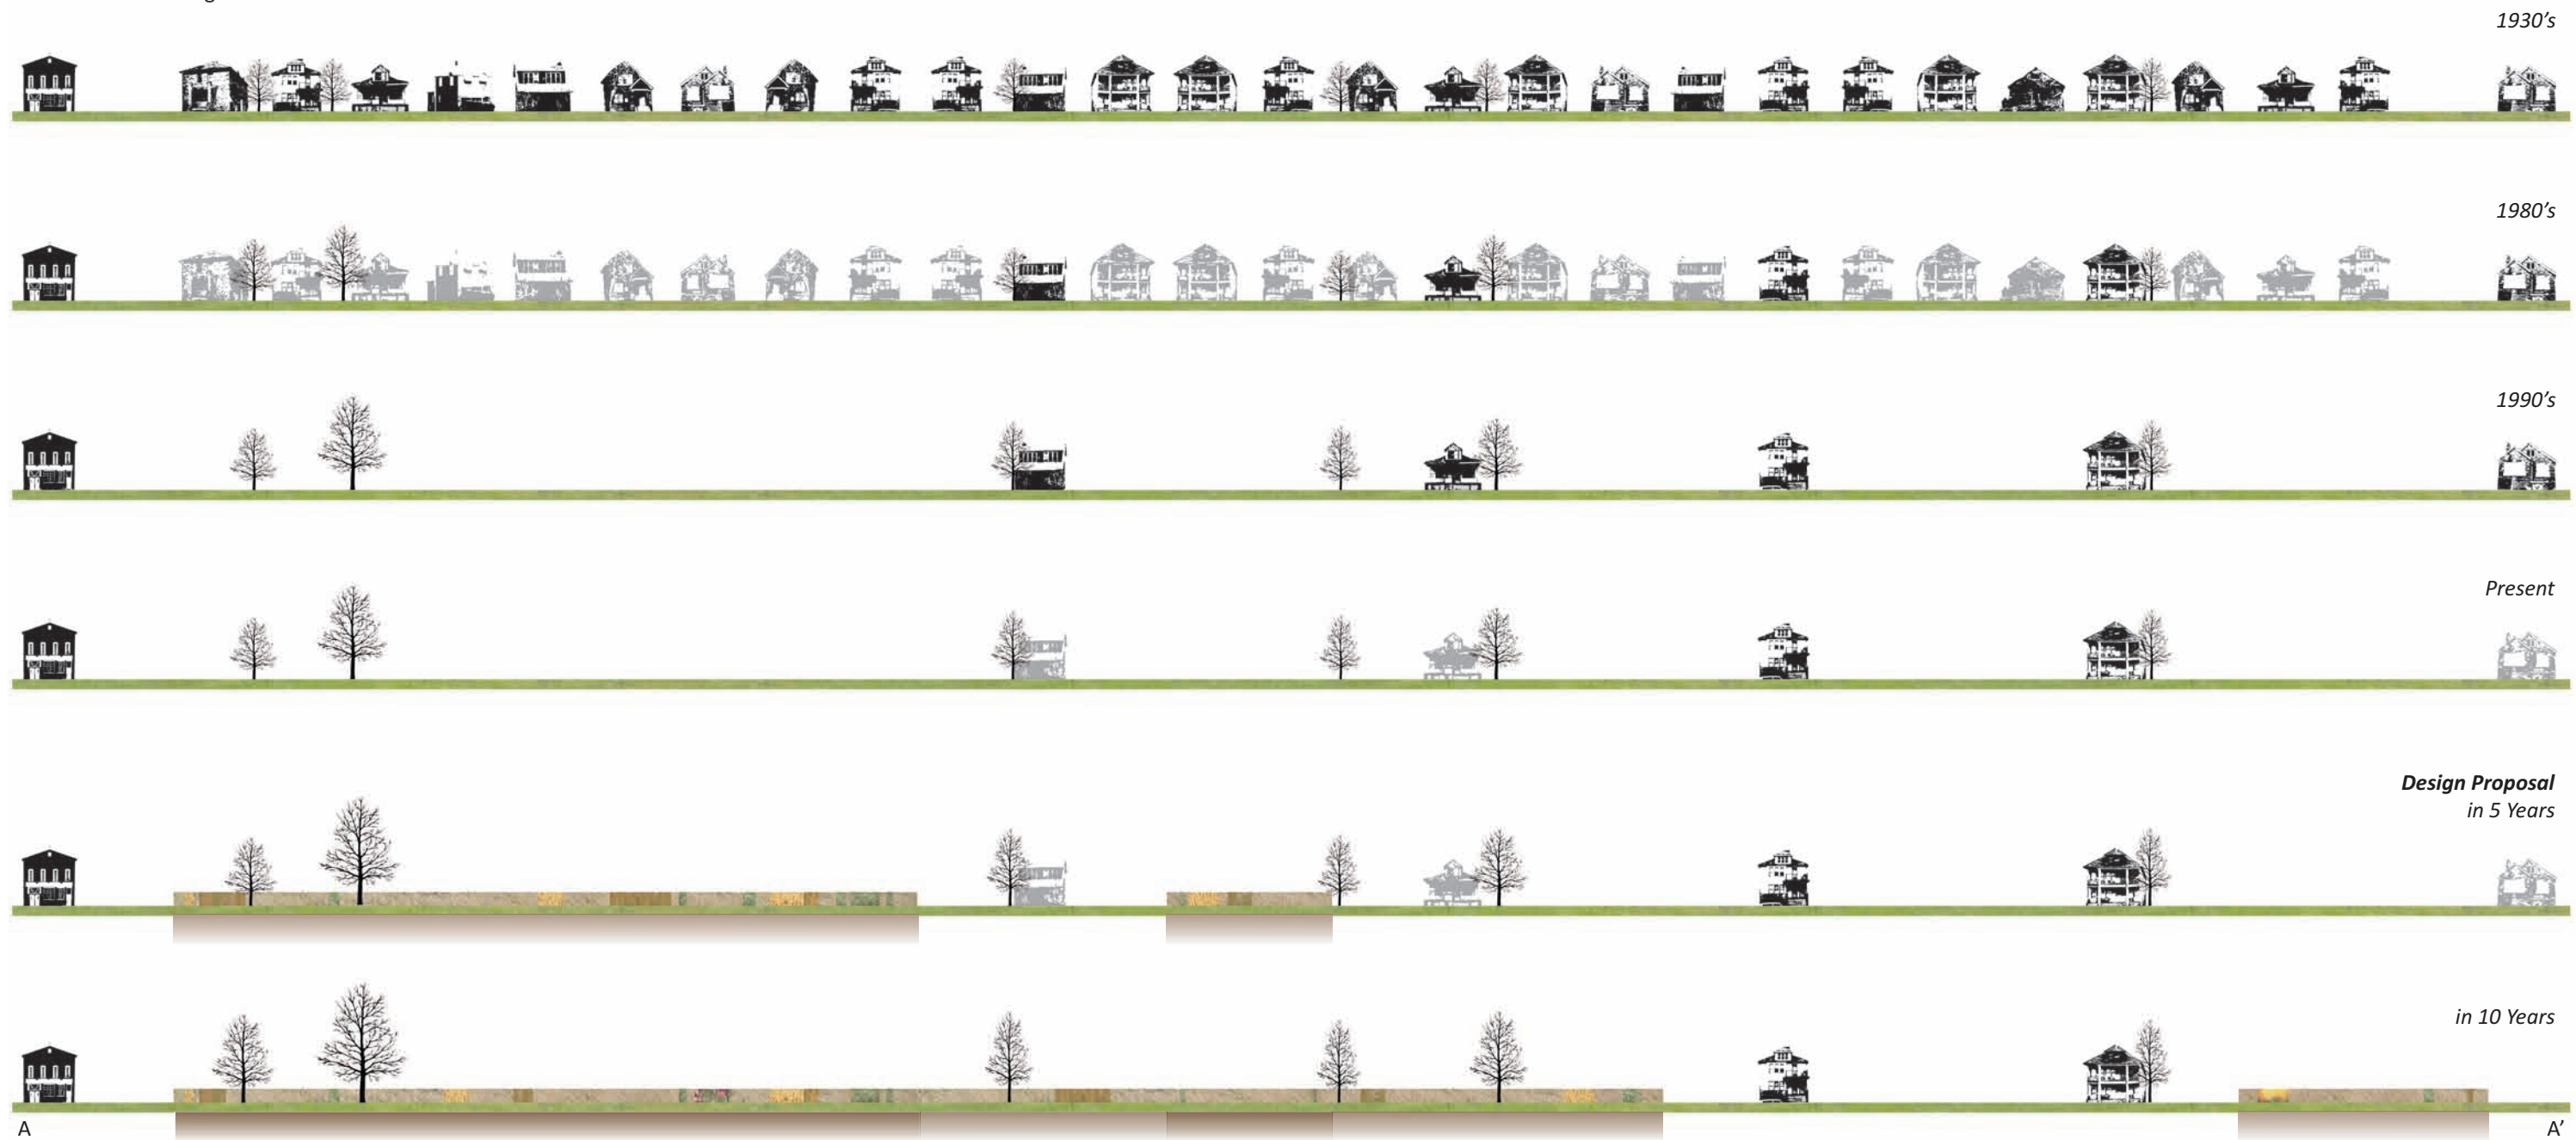 1930's
1980's
1990's
Present
Design Proposal
in 5 Years
in 10 Years
A
A'